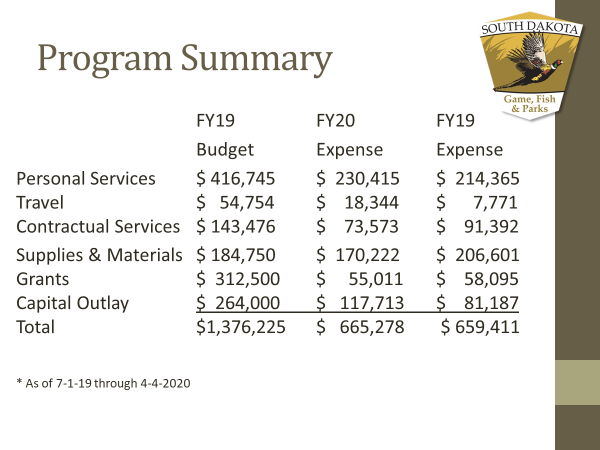 Program Summary
SOUTH DAKOTA
Game, Fish
& Parks
FY19 FY20 FY19
Budget Expense Expense
Personal Services $ 416,745 $ 230,415 $ 214,365
Travel $ 54,754 $ 18,344 $ 7,771
Contractual Services $ 143,476 $ 73,573 $ 91,392
Supplies & Materials $ 184,750 $ 170,222 $ 206,601
Grants $ 312,500 $ 55,011 $ 58,095
Capital Outlay $ 264,000 $ 117,713 $ 81,187
Total $1,376,225 $ 665,278 $ 659,411
* As of 7-1-19 through 4-4-2020